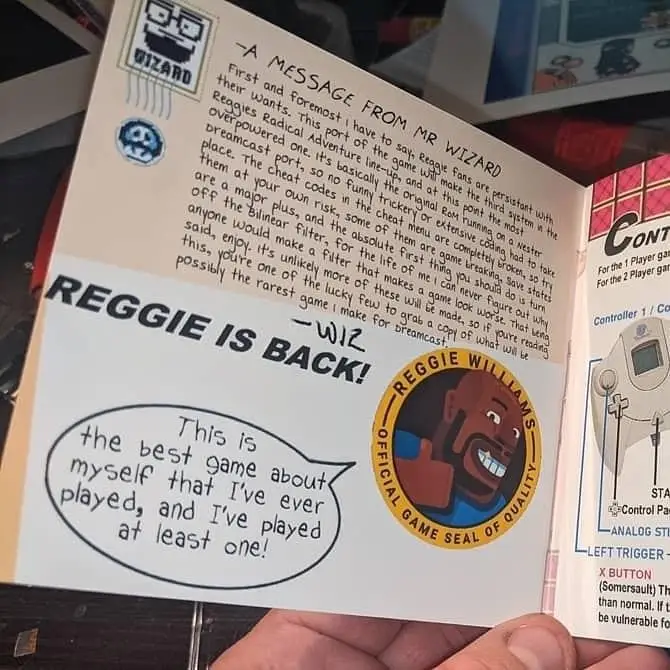 WIZARD
-A MESSAGE FROM MR WIZARD
First and foremost I have to say, Reggie fans are persistant with
their wants. This port of the game will make the third system in the
Reggies Radical Adventure line-up, and at this point the most
overpowered one. it's basically the original Rom running on a Nester
dreamcast port, so no funny trickery or extensive coding had to take
place. The cheat codes in the cheat menu are completely broken, so try
them at your own risk, some of them are game breaking. Save states
are a major plus, and the absolute first thing you should do is turn
off the Bilinear filter, for the life of me I can never figure out why
anyone would make a filter that makes a game look worse. That being
said, enjoy. it's unlikely more of these will be made, so if you're reading
this, you're one of the lucky few to grab a copy of what will be
possibly the rarest game I make for Dreamcast.
-WIZ
REGGIE IS BACK!
This is
the best game about
myself that I've ever
played, and I've played
at least one!
REGGIE WILLIAMS
OFFICIAL GAME SEAL OF QUALITY
CONT
For the 1 Player ga
For the 2 Player ga
Controller 1 / Co
STA
Control Pa
ANALOG STI
LEFT TRIGGER
X BUTTON
(Somersault) Th
than normal. If t
be vulnerable fo